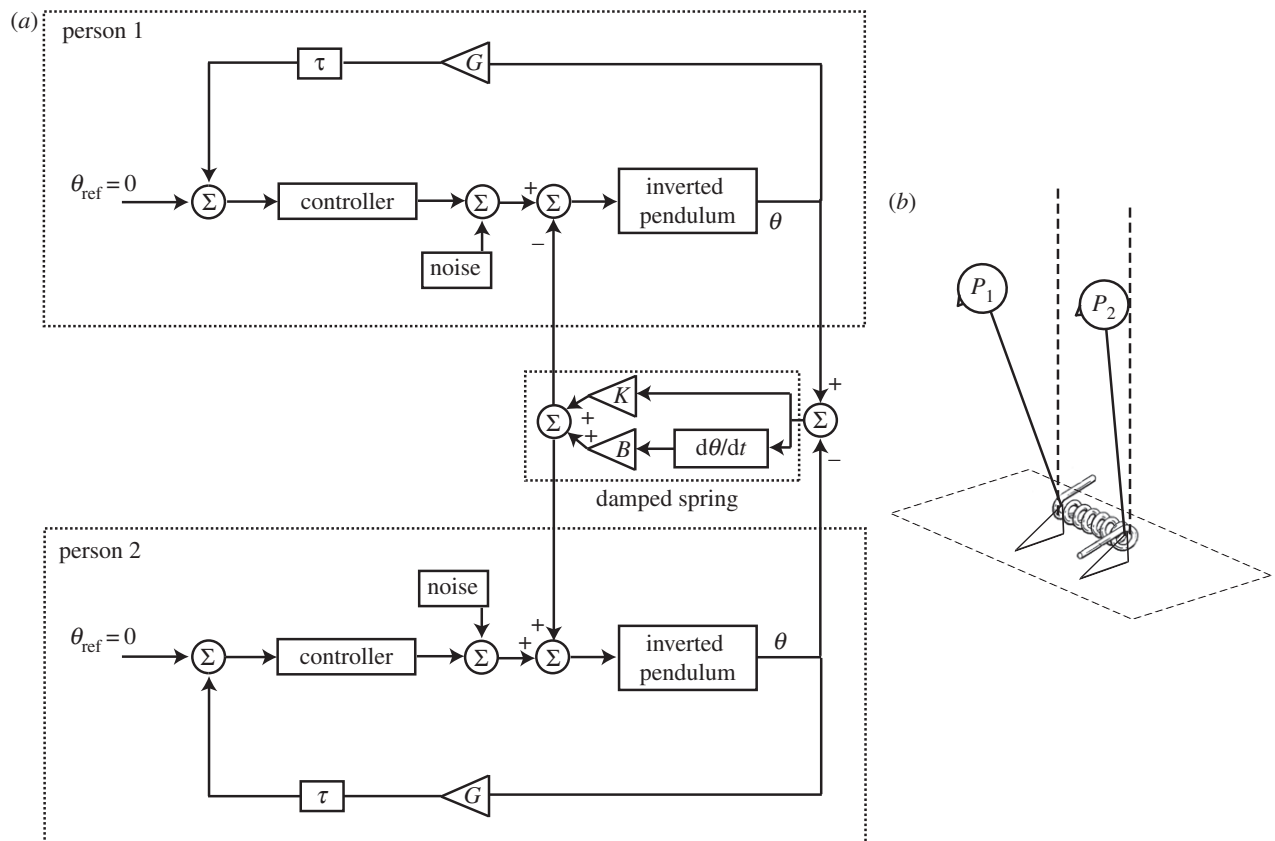 (a)
person 1
τ
G
θref = 0
Σ
controller
Σ
+
Σ
−
inverted
pendulum
θ
noise
(b)
P1
P2
K
+
Σ
+
+
B
dθ/dt
Σ
−
damped spring
person 2
noise
θref = 0
Σ
controller
Σ
+
+
Σ
inverted
pendulum
θ
τ
G